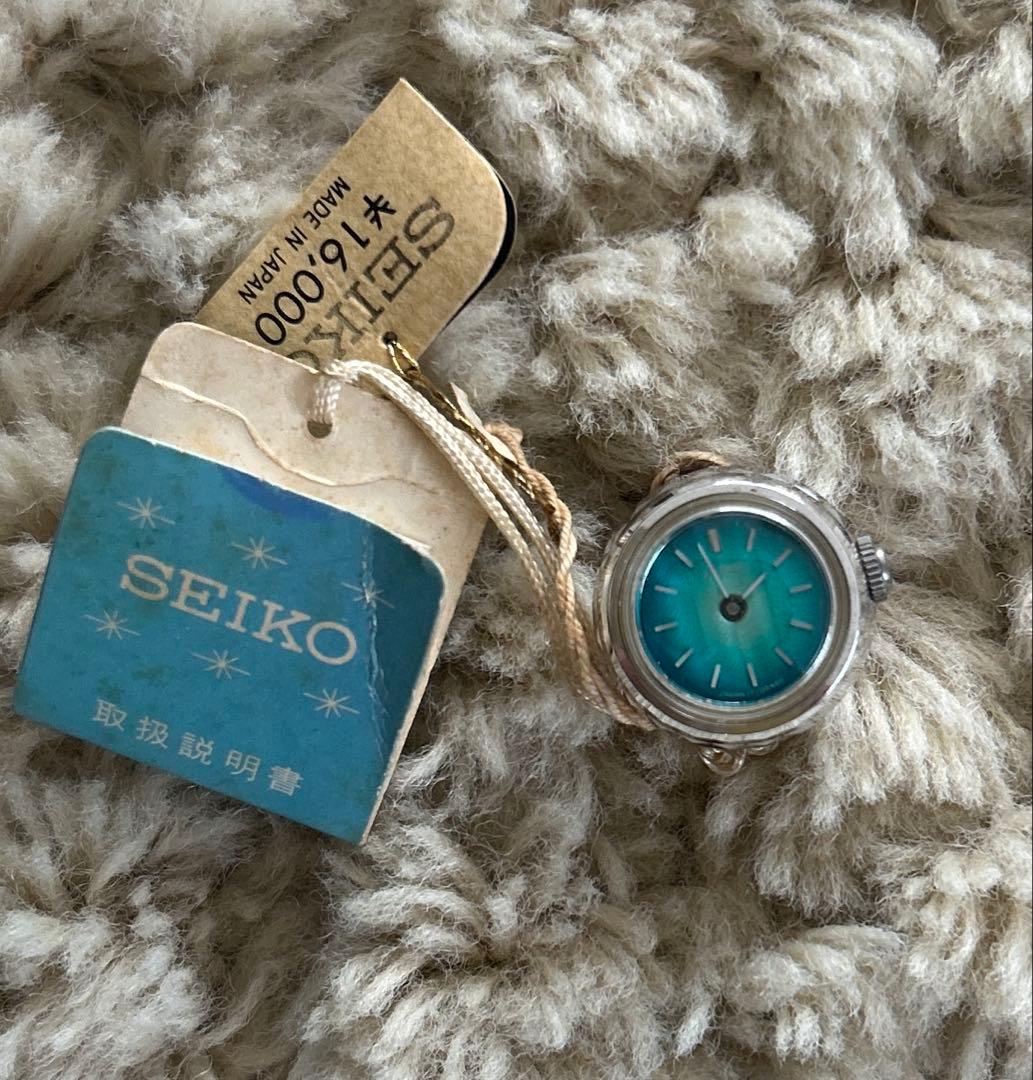 SEIKO
¥16,000
MADE IN JAPAN
SEIKO
取扱説明書